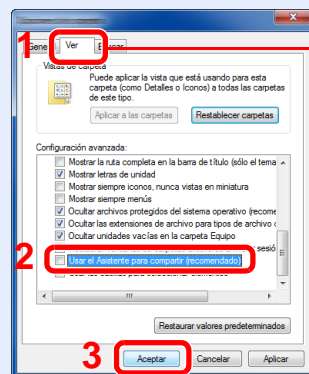 1
Ver
Vistas de carpeta
Puede aplicar la vista que está usando para esta
carpeta (como Detalles o Iconos) a todas las carpetas
de este tipo.
Aplicar a las carpetas
Restablecer carpetas
Configuración avanzada:
Mostrar la ruta completa en la barra de título (sólo el tema
Mostrar letras de unidad
Mostrar siempre iconos, nunca vistas en miniatura
Mostrar siempre menús
Ocultar archivos protegidos del sistema operativo (recome
Ocultar las extensiones de archivo para tipos de archivo c
Ocultar unidades vacías en la carpeta Equipo
2
Usar el Asistente para compartir (recomendado)
Restaurar valores predeterminados
3
Aceptar
Cancelar
Aplicar